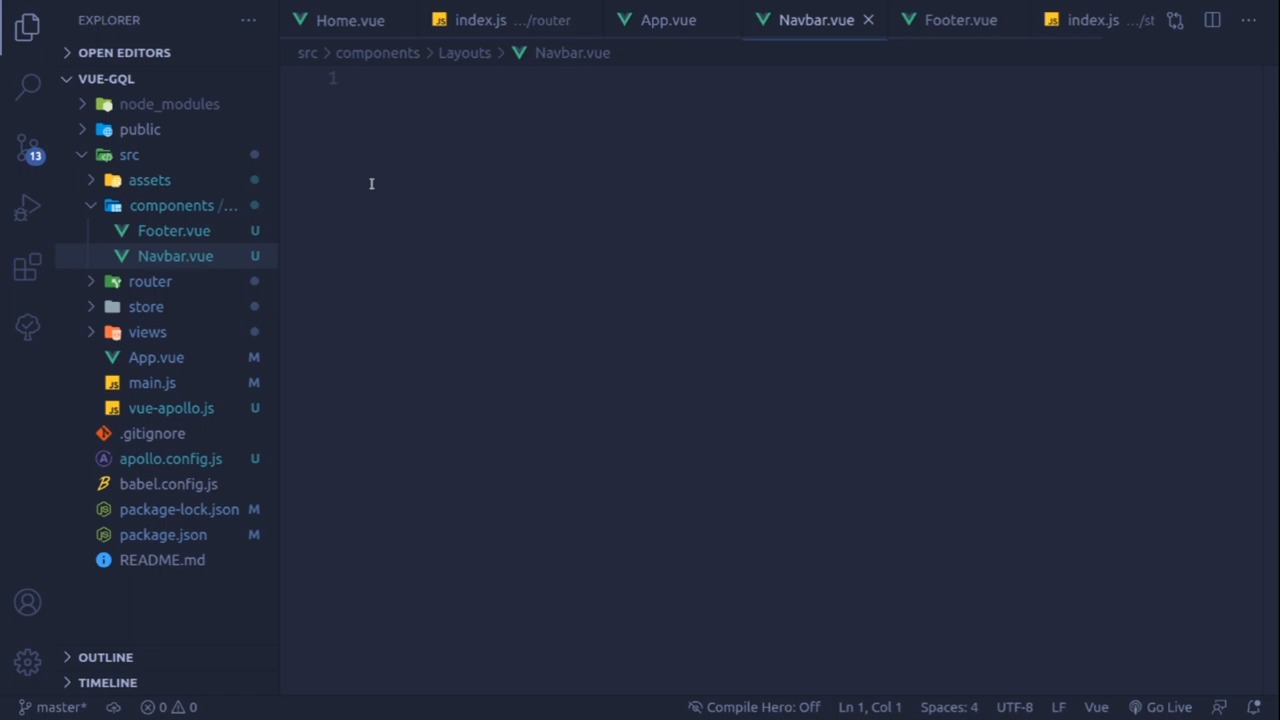 EXPLORER
Home.vue
index.js .../router
App.vue
Navbar.vue
Footer.vue
index.js .../st
OPEN EDITORS
src > components > Layouts > Navbar.vue
VUE-GQL
1
node_modules
public
src
13
assets
components /...
Footer.vue U
Navbar.vue U
router
store
views
App.vue M
main.js M
vue-apollo.js U
.gitignore
apollo.config.js U
babel.config.js
package-lock.json M
package.json M
README.md
OUTLINE
TIMELINE
master* 0 0 Compile Hero: Off Ln 1, Col 1 Spaces: 4 UTF-8 LF Vue Go Live